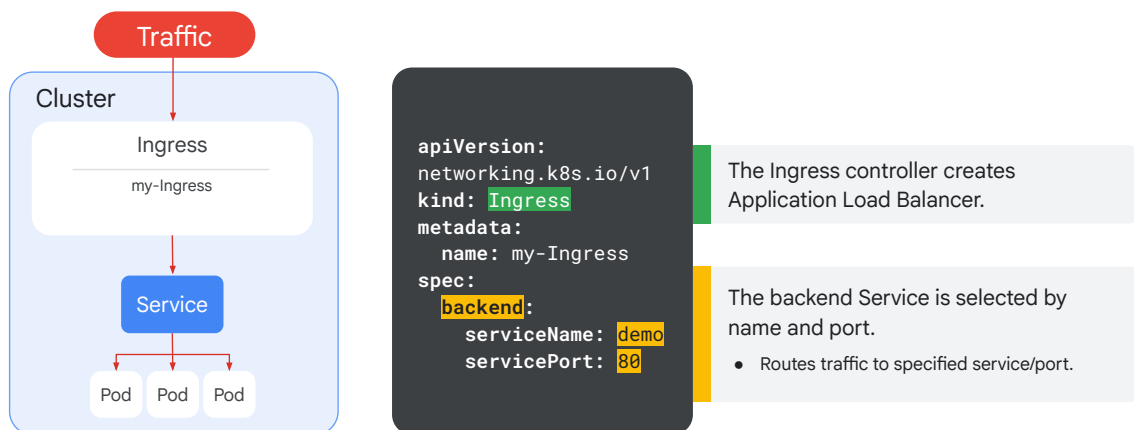 Traffic
Cluster
Ingress
my-Ingress
Service
Pod
Pod
Pod
apiVersion:
networking.k8s.io/v1
kind: Ingress
metadata:
  name: my-Ingress
spec:
  backend:
    serviceName: demo
    servicePort: 80
The Ingress controller creates
Application Load Balancer.
The backend Service is selected by
name and port.
● Routes traffic to specified service/port.